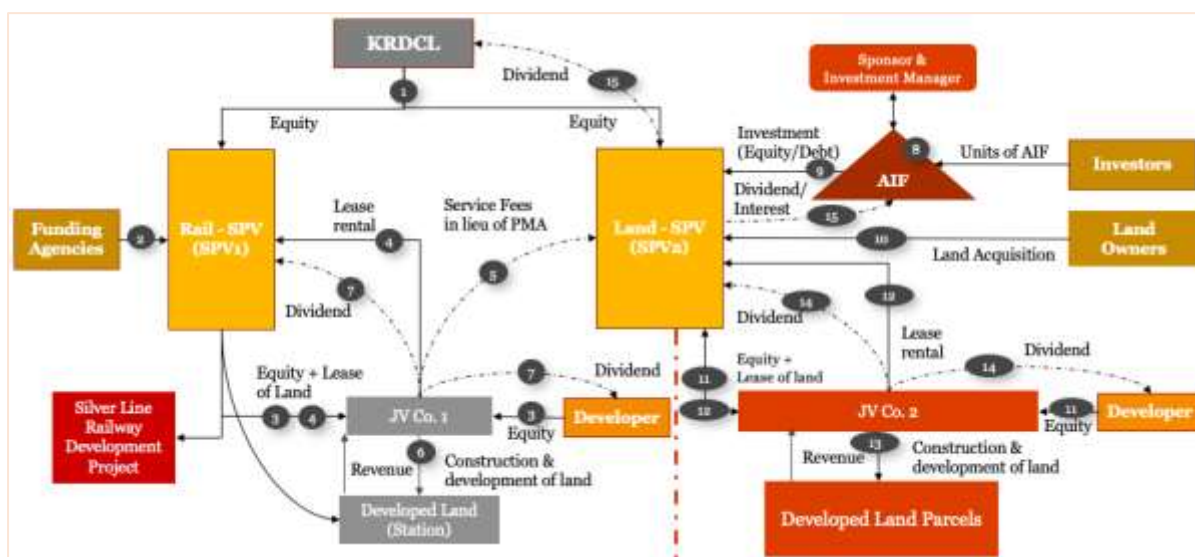 KRDCL
Dividend
15
1
Equity
Equity
Sponsor &
Investment Manager
Investment
(Equity/Debt)
8
9
AIF
Units of AIF
Investors
Dividend/
Interest
15
Funding
Agencies
2
Rail - SPV
(SPV1)
Lease
rental
4
Service Fees
in lieu of PMA
5
Land - SPV
(SPV2)
10
Land Acquisition
Land
Owners
7
Dividend
14
Dividend
12
Lease
rental
Equity + Lease
of Land
3
4
7
Dividend
11
12
Equity +
Lease of land
14
Dividend
Silver Line
Railway
Development
Project
JV Co. 1
3
Equity
Developer
JV Co. 2
11
Equity
Developer
6
Revenue
Construction &
development of land
13
Revenue
Construction &
development of land
Developed Land
(Station)
Developed Land Parcels